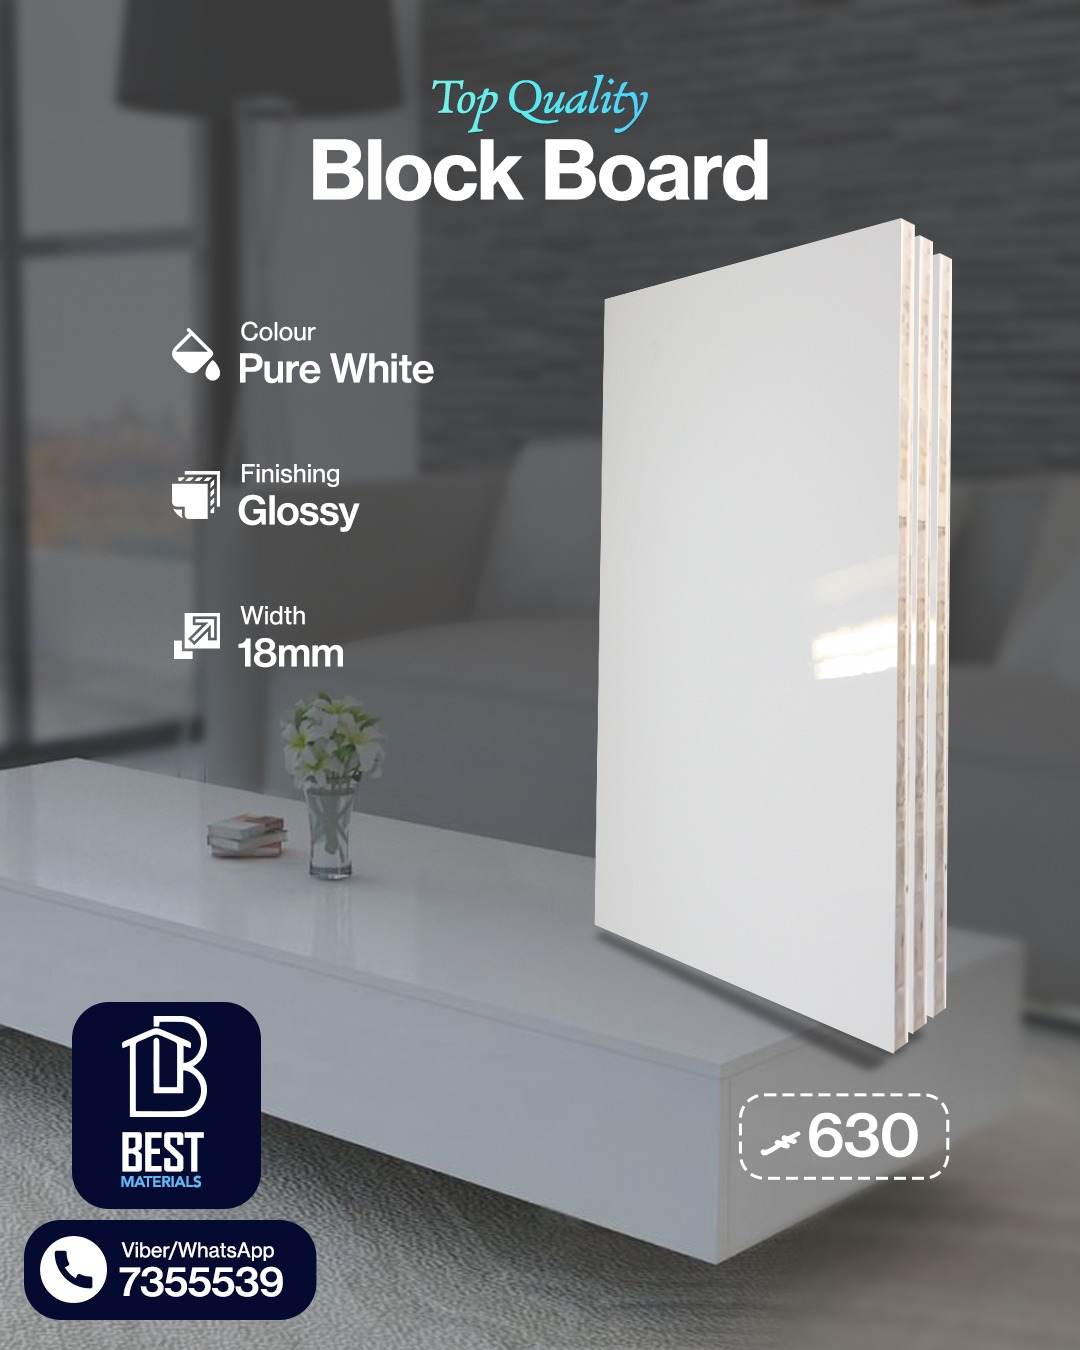 Top Quality
Block Board
Colour
Pure White
Finishing
Glossy
Width
18mm
630
BEST
MATERIALS
Viber/WhatsApp
7355539